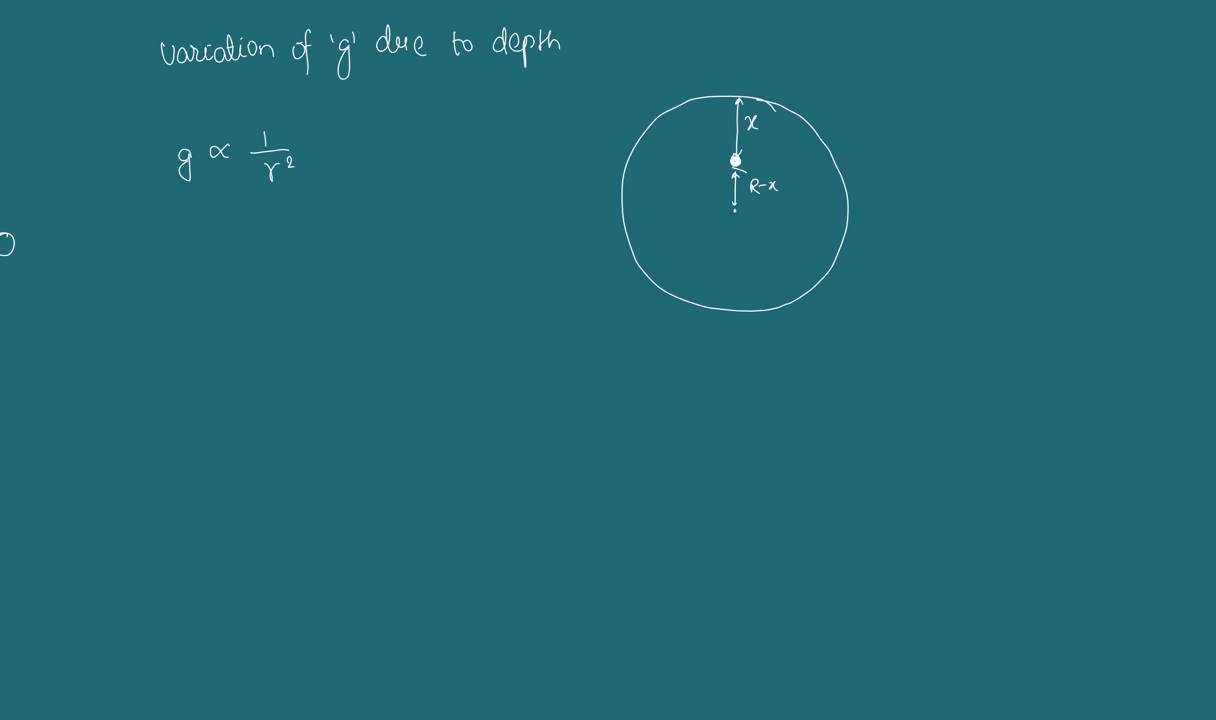 Variation of 'g' due to depth
g ∝ 1/r²
x
R-x